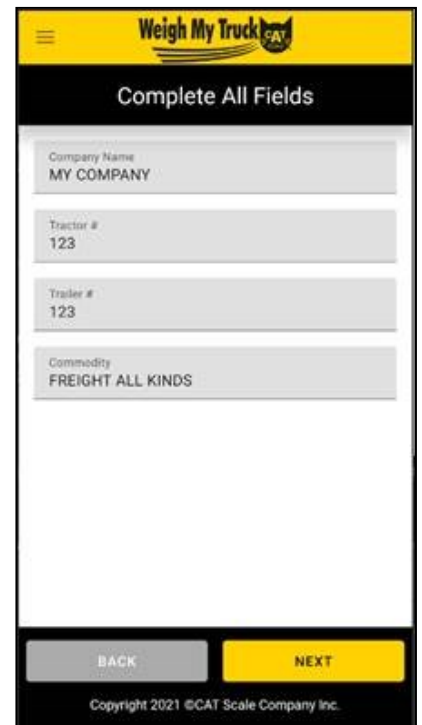 Weigh My Truck CAT
Complete All Fields
Company Name
MY COMPANY
Tractor #
123
Trailer #
123
Commodity
FREIGHT ALL KINDS
BACK
NEXT
Copyright 2021 ©CAT Scale Company Inc.